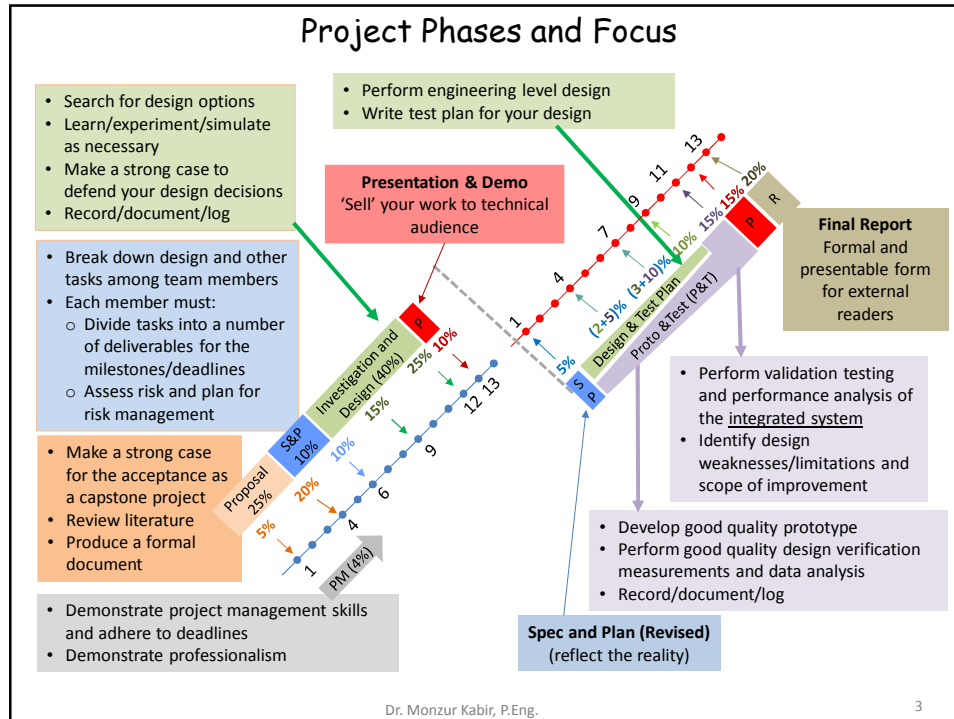 Project Phases and Focus
• Search for design options
• Learn/experiment/simulate
as necessary
• Make a strong case to
defend your design decisions
• Record/document/log
• Perform engineering level design
• Write test plan for your design
Presentation & Demo
‘Sell’ your work to technical
audience
• Break down design and other
tasks among team members
• Each member must:
o Divide tasks into a number
of deliverables for the
milestones/deadlines
o Assess risk and plan for
risk management
• Make a strong case
for the acceptance as
a capstone project
• Review literature
• Produce a formal
document
• Demonstrate project management skills
and adhere to deadlines
• Demonstrate professionalism
Proposal
25%
S&P
10%
Investigation and
Design (40%)
P
5%
20%
10%
15%
25%
10%
1
4
6
9
12
13
PM (4%)
1
4
7
9
11
13
5%
(2+5)%
(3+10)%
10%
15%
15%
20%
S
P
Design & Test Plan
Proto &Test (P&T)
P
R
Final Report
Formal and
presentable form
for external
readers
• Perform validation testing
and performance analysis of
the integrated system
• Identify design
weaknesses/limitations and
scope of improvement
• Develop good quality prototype
• Perform good quality design verification
measurements and data analysis
• Record/document/log
Spec and Plan (Revised)
(reflect the reality)
Dr. Monzur Kabir, P.Eng.
3